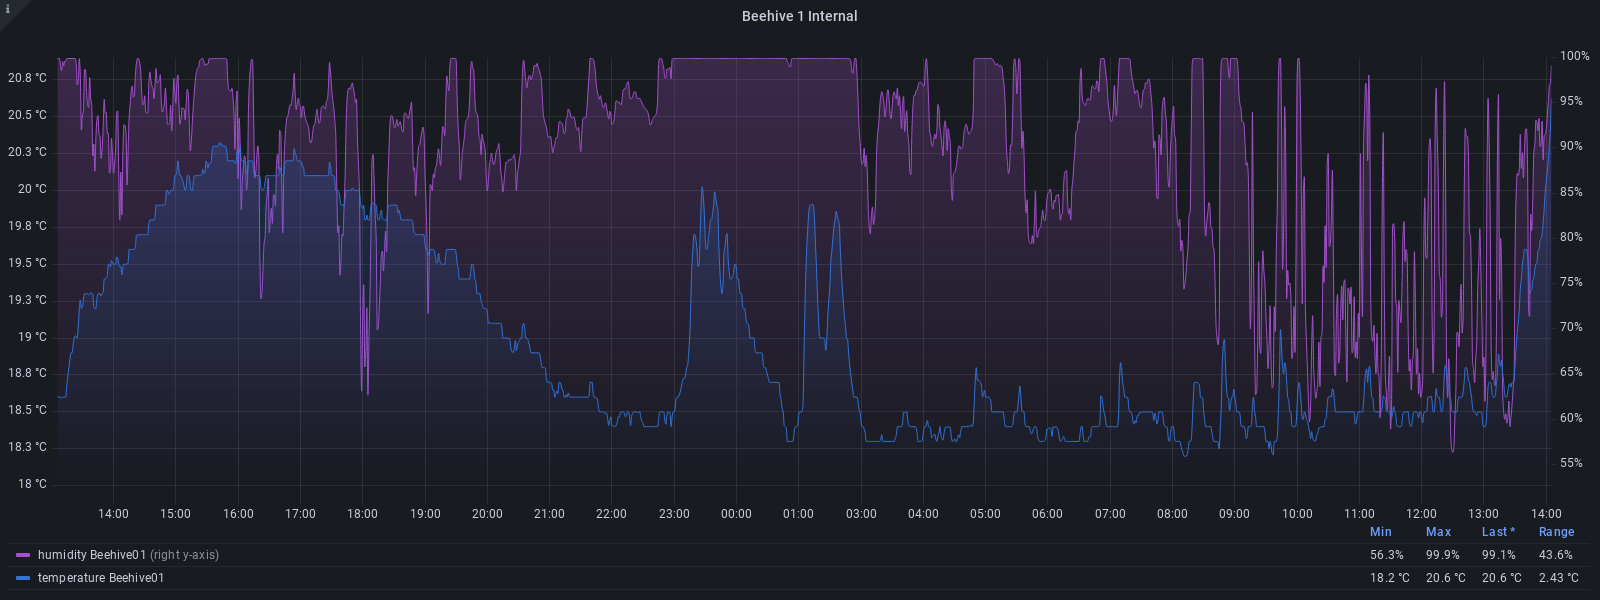 i
Beehive 1 Internal
20.8 °C
20.5 °C
20.3 °C
20 °C
19.8 °C
19.5 °C
19.3 °C
19 °C
18.8 °C
18.5 °C
18.3 °C
18 °C
100%
95%
90%
85%
80%
75%
70%
65%
60%
55%
14:00 15:00 16:00 17:00 18:00 19:00 20:00 21:00 22:00 23:00 00:00 01:00 02:00 03:00 04:00 05:00 06:00 07:00 08:00 09:00 10:00 11:00 12:00 13:00 14:00
Min Max Last * Range
humidity Beehive01 (right y-axis) 56.3% 99.9% 99.1% 43.6%
temperature Beehive01 18.2 °C 20.6 °C 20.6 °C 2.43 °C